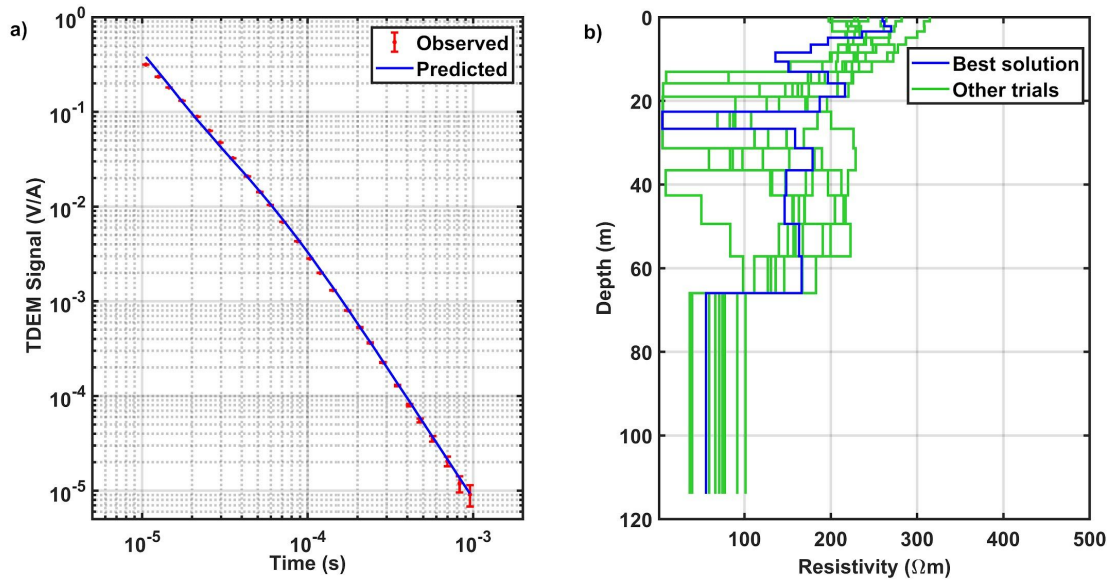 a)
TDEM Signal (V/A)
10^0
10^-1
10^-2
10^-3
10^-4
10^-5
10^-5
10^-4
10^-3
Time (s)
Observed
Predicted
b)
Depth (m)
0
20
40
60
80
100
120
100
200
300
400
500
Resistivity (Ωm)
Best solution
Other trials